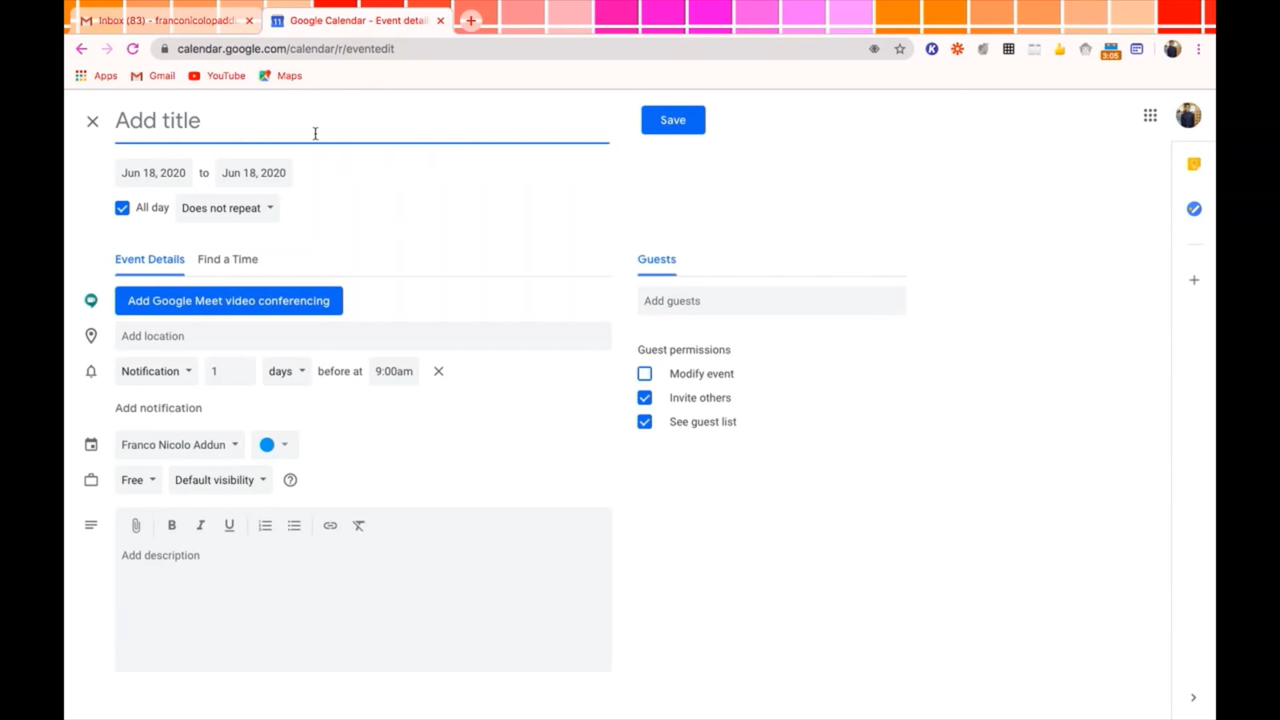 Inbox (83) - franconicolopadd
Google Calendar - Event detai
calendar.google.com/calendar/r/eventedit
3:05
Apps Gmail YouTube Maps
Add title
Save
Jun 18, 2020 to Jun 18, 2020
All day Does not repeat
Event Details Find a Time
Guests
Add Google Meet video conferencing
Add guests
Add location
Guest permissions
Notification 1 days before at 9:00am
Modify event
Invite others
Add notification
See guest list
Franco Nicolo Addun
Free Default visibility
B I U
Add description